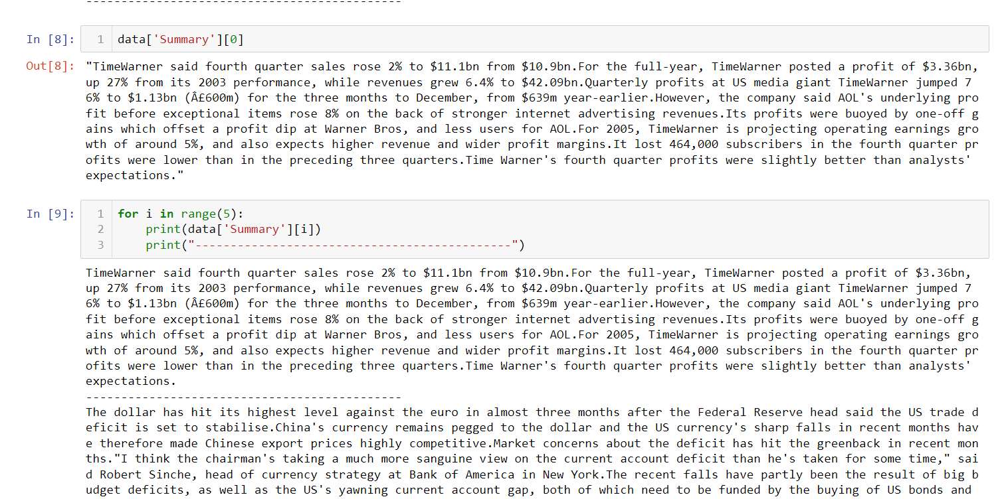 ---------------------------------------------
In [8]: 1 data['Summary'][0]
Out[8]: "TimeWarner said fourth quarter sales rose 2% to $11.1bn from $10.9bn.For the full-year, TimeWarner posted a profit of $3.36bn,
up 27% from its 2003 performance, while revenues grew 6.4% to $42.09bn.Quarterly profits at US media giant TimeWarner jumped 7
6% to $1.13bn (Â£600m) for the three months to December, from $639m year-earlier.However, the company said AOL's underlying pro
fit before exceptional items rose 8% on the back of stronger internet advertising revenues.Its profits were buoyed by one-off g
ains which offset a profit dip at Warner Bros, and less users for AOL.For 2005, TimeWarner is projecting operating earnings gro
wth of around 5%, and also expects higher revenue and wider profit margins.It lost 464,000 subscribers in the fourth quarter pr
ofits were lower than in the preceding three quarters.Time Warner's fourth quarter profits were slightly better than analysts'
expectations."
In [9]: 1 for i in range(5):
2 print(data['Summary'][i])
3 print("---------------------------------------------")
TimeWarner said fourth quarter sales rose 2% to $11.1bn from $10.9bn.For the full-year, TimeWarner posted a profit of $3.36bn,
up 27% from its 2003 performance, while revenues grew 6.4% to $42.09bn.Quarterly profits at US media giant TimeWarner jumped 7
6% to $1.13bn (Â£600m) for the three months to December, from $639m year-earlier.However, the company said AOL's underlying pro
fit before exceptional items rose 8% on the back of stronger internet advertising revenues.Its profits were buoyed by one-off g
ains which offset a profit dip at Warner Bros, and less users for AOL.For 2005, TimeWarner is projecting operating earnings gro
wth of around 5%, and also expects higher revenue and wider profit margins.It lost 464,000 subscribers in the fourth quarter pr
ofits were lower than in the preceding three quarters.Time Warner's fourth quarter profits were slightly better than analysts'
expectations.
---------------------------------------------
The dollar has hit its highest level against the euro in almost three months after the Federal Reserve head said the US trade d
eficit is set to stabilise.China's currency remains pegged to the dollar and the US currency's sharp falls in recent months hav
e therefore made Chinese export prices highly competitive.Market concerns about the deficit has hit the greenback in recent mon
ths."I think the chairman's taking a much more sanguine view on the current account deficit than he's taken for some time," sai
d Robert Sinche, head of currency strategy at Bank of America in New York.The recent falls have partly been the result of big b
udget deficits, as well as the US's yawning current account gap, both of which need to be funded by the buying of US bonds and